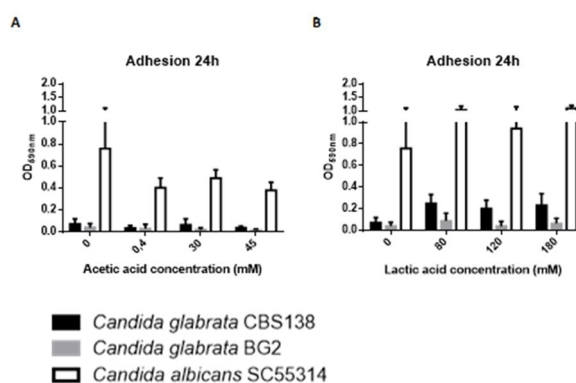 A
B
Adhesion 24h
2.0
1.5
1.0
1.0
0.8
0.6
0.4
0.2
0.0
OD690nm
0
0,4
30
45
Acetic acid concentration (mM)
Adhesion 24h
2.0
1.5
1.0
1.0
0.8
0.6
0.4
0.2
0.0
OD690nm
0
80
120
180
Lactic acid concentration (mM)
Candida glabrata CBS138
Candida glabrata BG2
Candida albicans SC55314